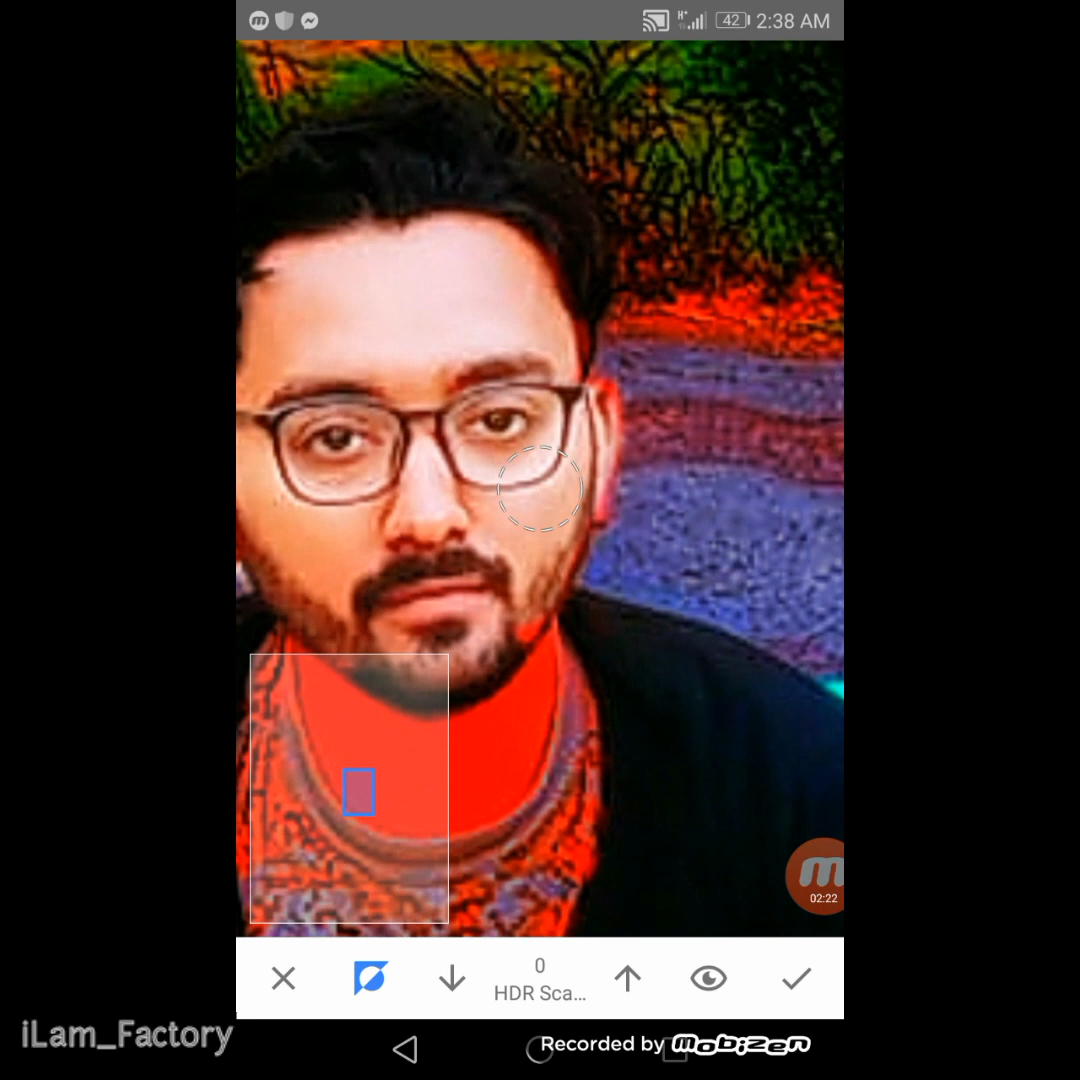 42 2:38 AM
02:22
0
HDR Sca...
iLam_Factory
Recorded by Mobizen